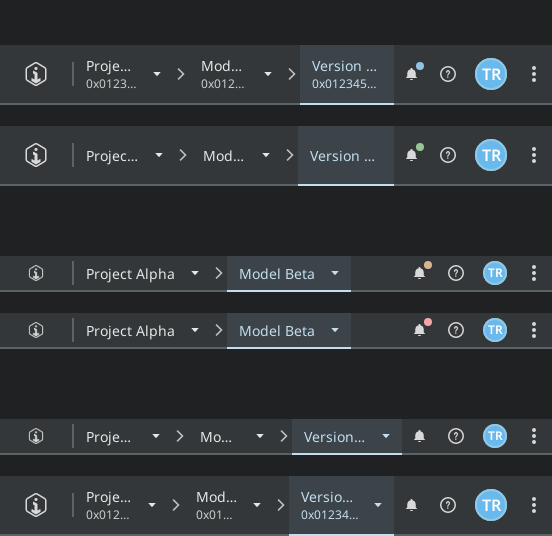 Proje... Mod... Version ...
0x0123... 0x012... 0x012345... TR
Projec... Mod... Version ... TR
Project Alpha Model Beta TR
Project Alpha Model Beta TR
Proje... Mo... Version... TR
Proje... Mod... Versio...
0x012... 0x01... 0x01234... TR